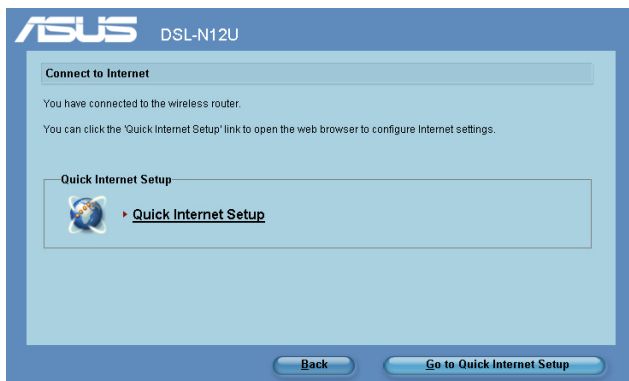 ASUS DSL-N12U
Connect to Internet
You have connected to the wireless router.
You can click the 'Quick Internet Setup' link to open the web browser to configure Internet settings.
Quick Internet Setup
Quick Internet Setup
Back Go to Quick Internet Setup